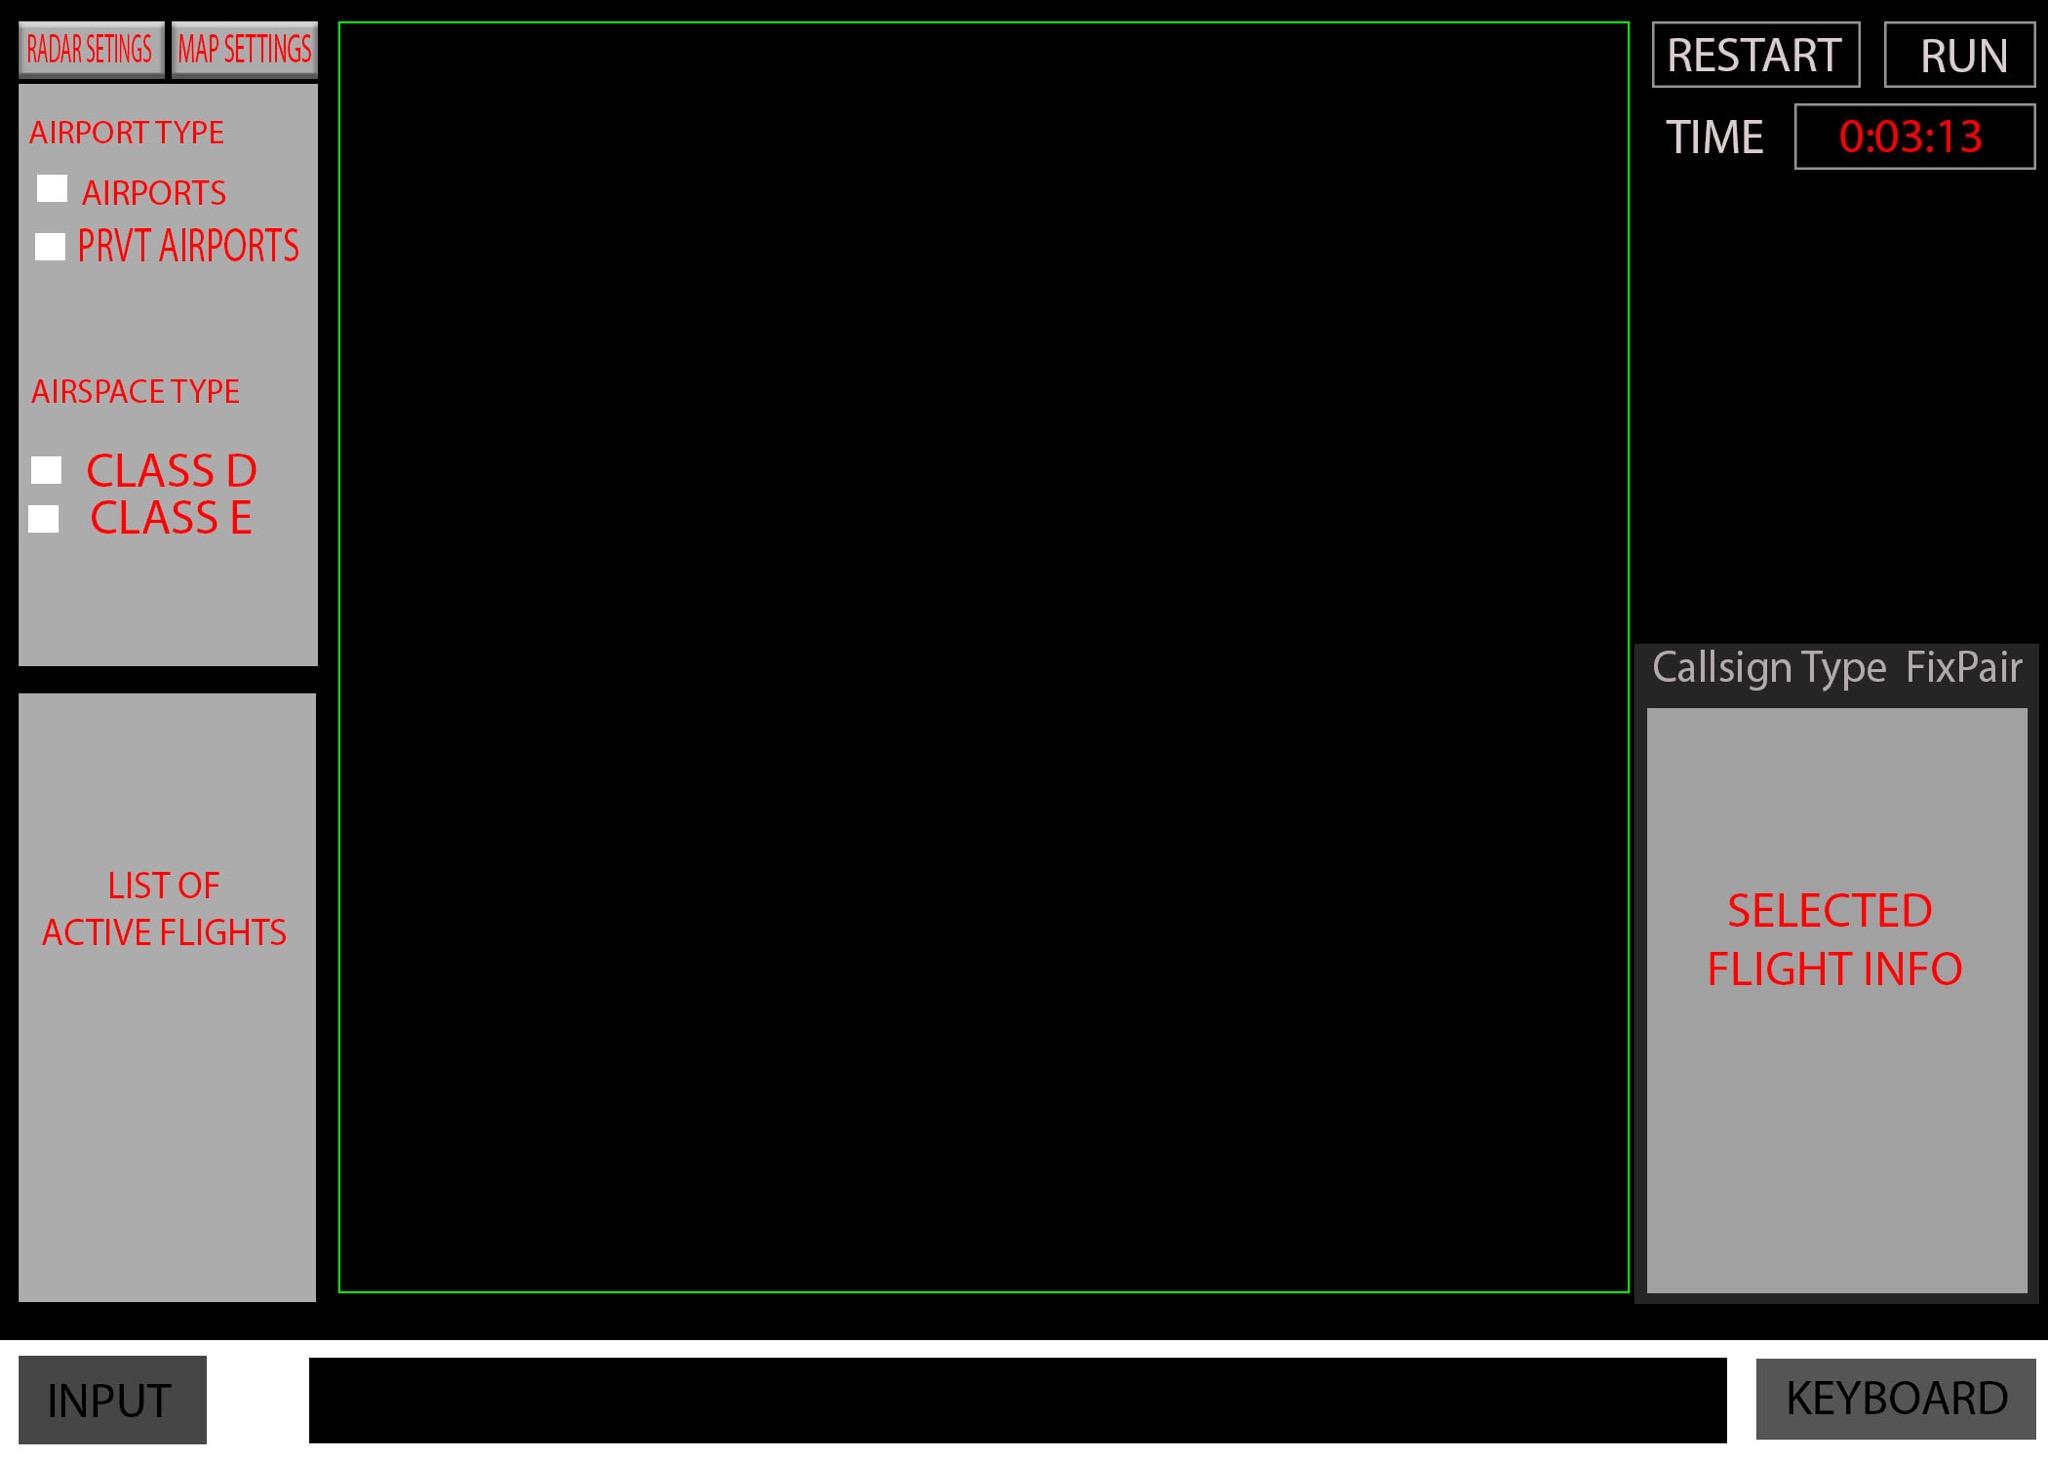 RADAR SETINGS
MAP SETTINGS
AIRPORT TYPE
AIRPORTS
PRVT AIRPORTS
AIRSPACE TYPE
CLASS D
CLASS E
LIST OF
ACTIVE FLIGHTS
RESTART
RUN
TIME
0:03:13
Callsign Type FixPair
SELECTED
FLIGHT INFO
INPUT
KEYBOARD